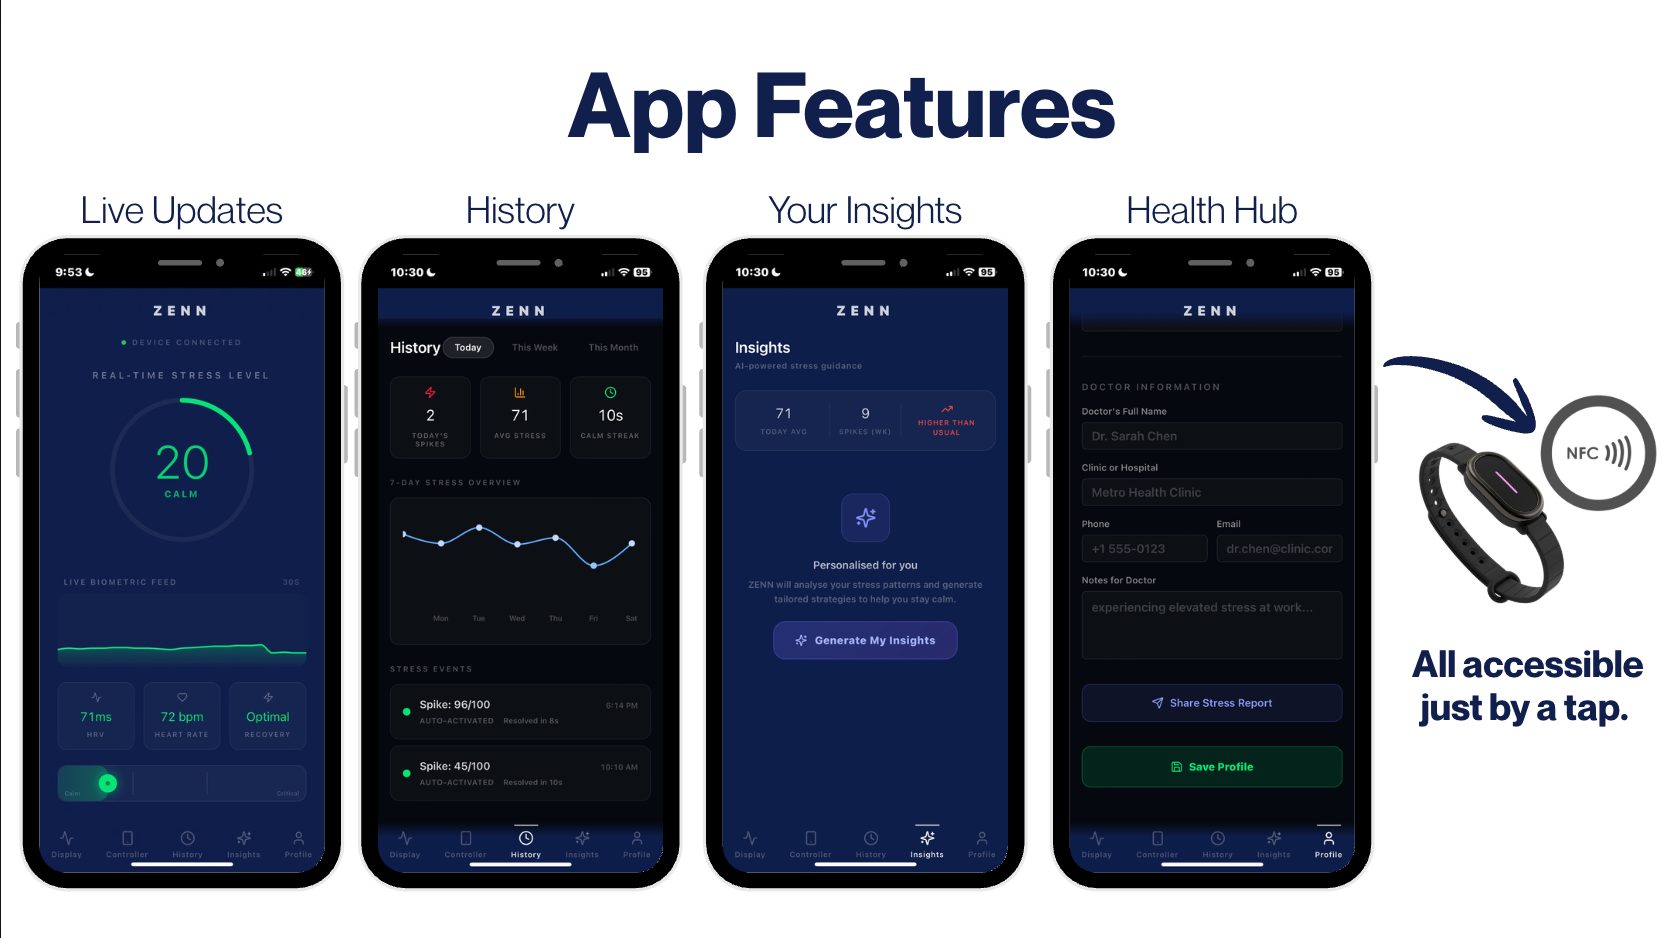 App Features
Live Updates
9:53
46
ZENN
DEVICE CONNECTED
REAL-TIME STRESS LEVEL
20
CALM
LIVE BIOMETRIC FEED
30S
71ms
HRV
72 bpm
HEART RATE
Optimal
RECOVERY
Calm
Critical
Display
Controller
History
Insights
Profile
History
10:30
95
ZENN
History
Today
This Week
This Month
2
TODAY'S
SPIKES
71
AVG STRESS
10s
CALM STREAK
7-DAY STRESS OVERVIEW
Mon
Tue
Wed
Thu
Fri
Sat
STRESS EVENTS
Spike: 96/100
6:14 PM
AUTO-ACTIVATED Resolved in 8s
Spike: 45/100
10:10 AM
AUTO-ACTIVATED Resolved in 10s
Display
Controller
History
Insights
Profile
Your Insights
10:30
95
ZENN
Insights
AI-powered stress guidance
71
TODAY AVG
9
SPIKES (WK)
HIGHER THAN
USUAL
Personalised for you
ZENN will analyse your stress patterns and generate
tailored strategies to help you stay calm.
Generate My Insights
Display
Controller
History
Insights
Profile
Health Hub
10:30
95
ZENN
DOCTOR INFORMATION
Doctor's Full Name
Dr. Sarah Chen
Clinic or Hospital
Metro Health Clinic
Phone
Email
+1 555-0123
dr.chen@clinic.cor
Notes for Doctor
experiencing elevated stress at work...
Share Stress Report
Save Profile
Display
Controller
History
Insights
Profile
NFC
All accessible
just by a tap.